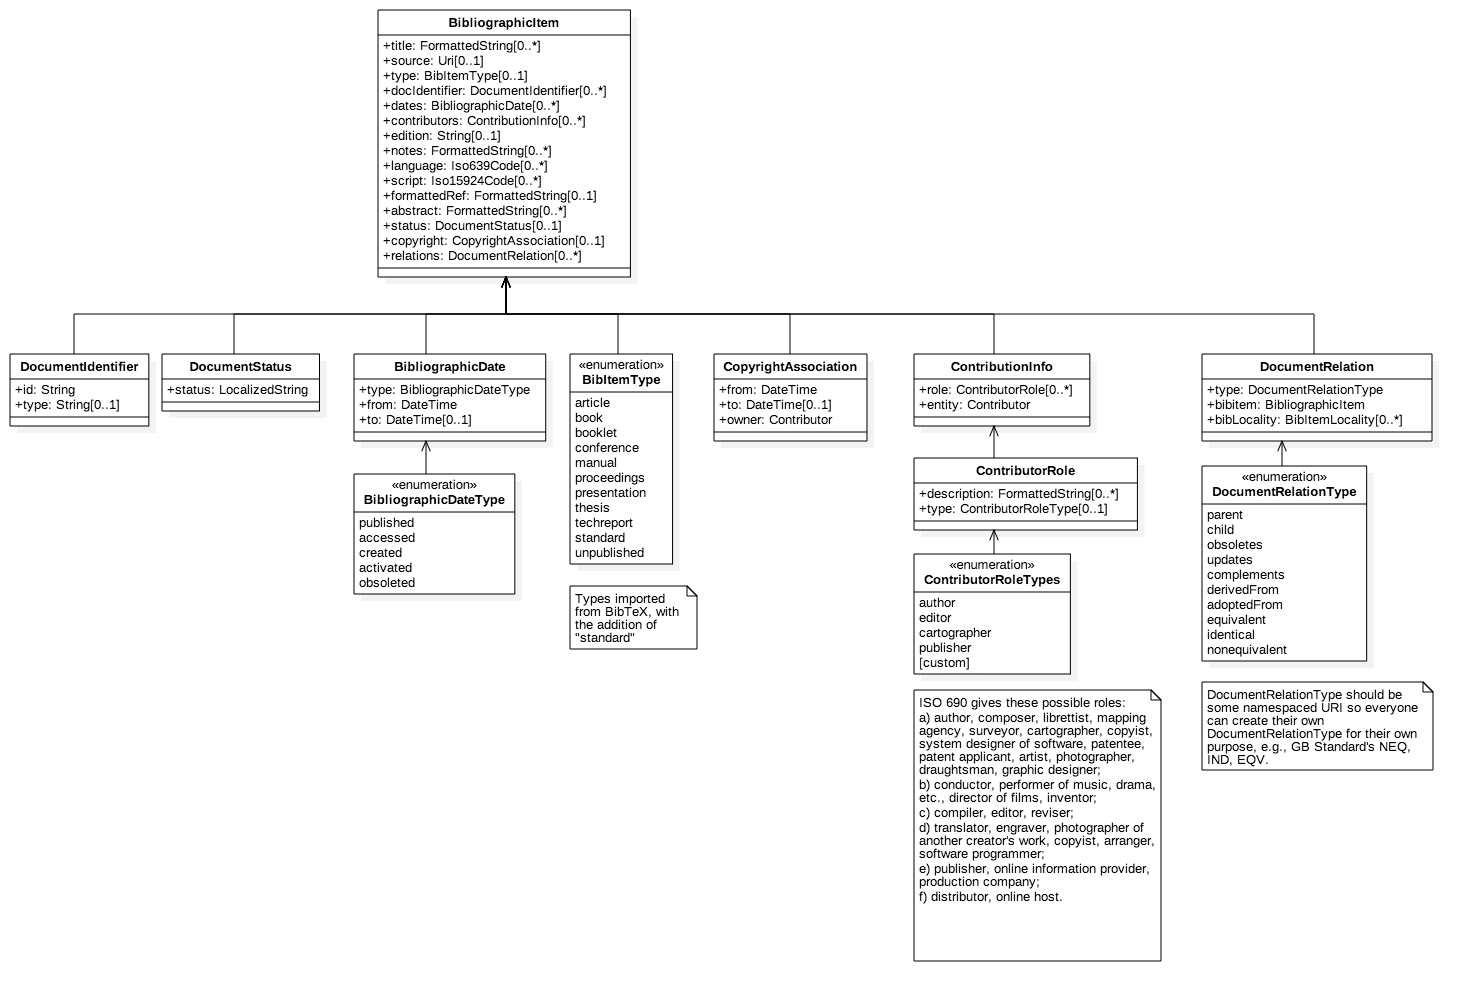 BibliographicItem
+title: FormattedString[0..*]
+source: Uri[0..1]
+type: BibItemType[0..1]
+docIdentifier: DocumentIdentifier[0..*]
+dates: BibliographicDate[0..*]
+contributors: ContributionInfo[0..*]
+edition: String[0..1]
+notes: FormattedString[0..*]
+language: Iso639Code[0..*]
+script: Iso15924Code[0..*]
+formattedRef: FormattedString[0..1]
+abstract: FormattedString[0..*]
+status: DocumentStatus[0..1]
+copyright: CopyrightAssociation[0..1]
+relations: DocumentRelation[0..*]
DocumentIdentifier
+id: String
+type: String[0..1]
DocumentStatus
+status: LocalizedString
BibliographicDate
+type: BibliographicDateType
+from: DateTime
+to: DateTime[0..1]
«enumeration»
BibliographicDateType
published
accessed
created
activated
obsoleted
«enumeration»
BibItemType
article
book
booklet
conference
manual
proceedings
presentation
thesis
techreport
standard
unpublished
Types imported
from BibTeX, with
the addition of
"standard"
CopyrightAssociation
+from: DateTime
+to: DateTime[0..1]
+owner: Contributor
ContributionInfo
+role: ContributorRole[0..*]
+entity: Contributor
ContributorRole
+description: FormattedString[0..*]
+type: ContributorRoleType[0..1]
«enumeration»
ContributorRoleTypes
author
editor
cartographer
publisher
[custom]
ISO 690 gives these possible roles:
a) author, composer, librettist, mapping
agency, surveyor, cartographer, copyist,
system designer of software, patentee,
patent applicant, artist, photographer,
draughtsman, graphic designer;
b) conductor, performer of music, drama,
etc., director of films, inventor;
c) compiler, editor, reviser;
d) translator, engraver, photographer of
another creator's work, copyist, arranger,
software programmer;
e) publisher, online information provider,
production company;
f) distributor, online host.
DocumentRelation
+type: DocumentRelationType
+bibitem: BibliographicItem
+bibLocality: BibItemLocality[0..*]
«enumeration»
DocumentRelationType
parent
child
obsoletes
updates
complements
derivedFrom
adoptedFrom
equivalent
identical
nonequivalent
DocumentRelationType should be
some namespaced URI so everyone
can create their own
DocumentRelationType for their own
purpose, e.g., GB Standard's NEQ,
IND, EQV.